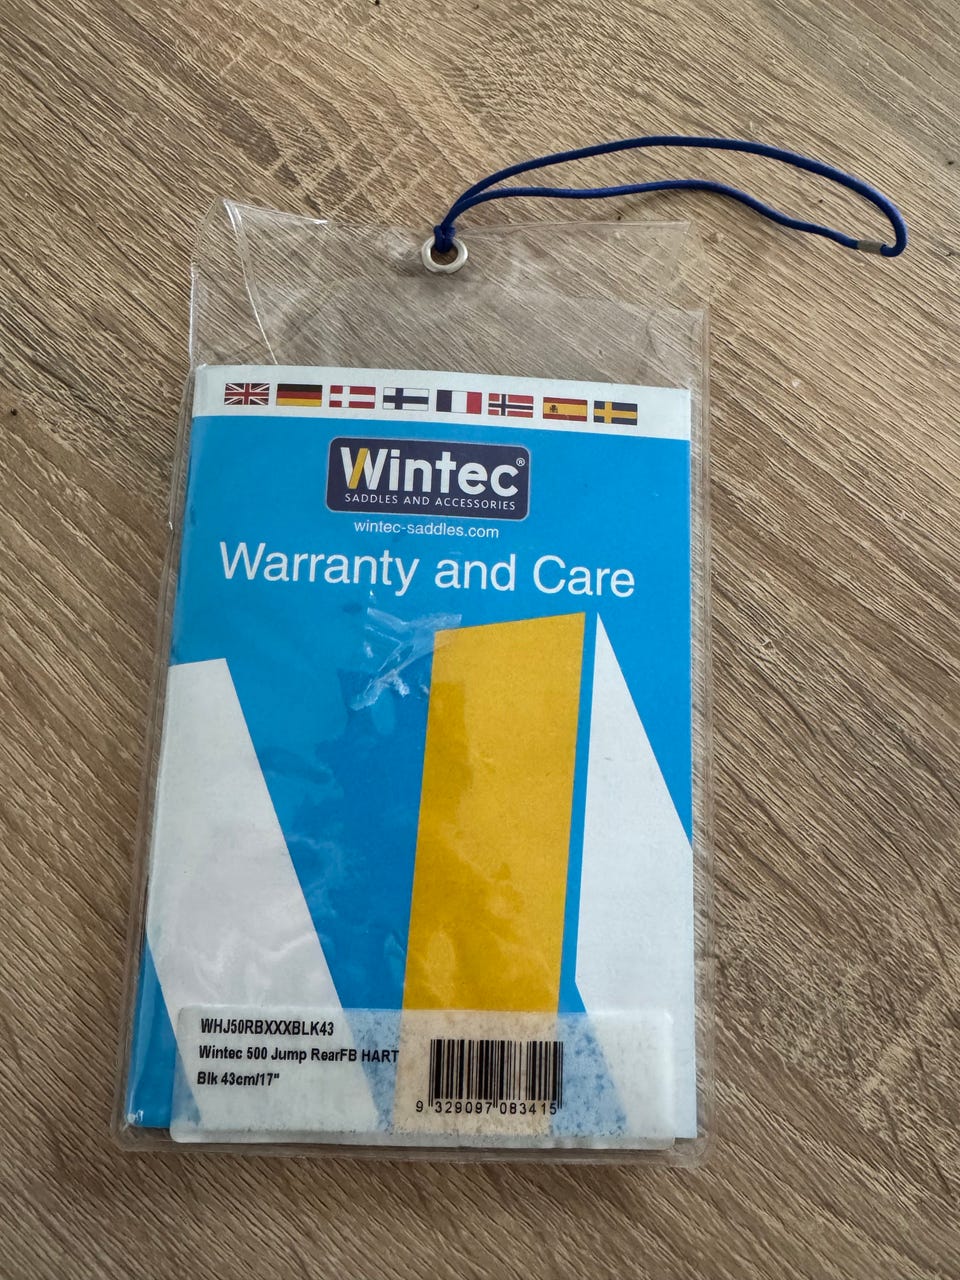 Wintec®
SADDLES AND ACCESSORIES
wintec-saddles.com
Warranty and Care
WHJ50RBXXXBLK43
Wintec 500 Jump RearFB HART
Blk 43cm/17"
9 329097 083415